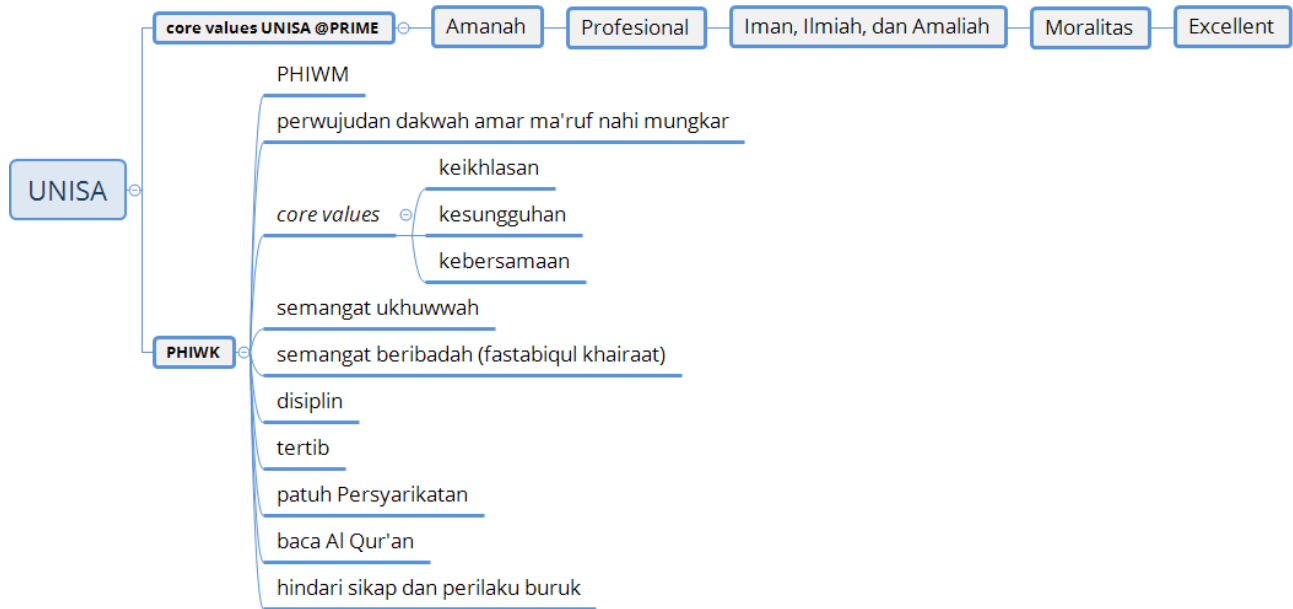 UNISA
core values UNISA @PRIME
Amanah
Profesional
Iman, Ilmiah, dan Amaliah
Moralitas
Excellent
PHIWK
PHIWM
perwujudan dakwah amar ma'ruf nahi mungkar
core values
keikhlasan
kesungguhan
kebersamaan
semangat ukhuwwah
semangat beribadah (fastabiqul khairaat)
disiplin
tertib
patuh Persyarikatan
baca Al Qur'an
hindari sikap dan perilaku buruk